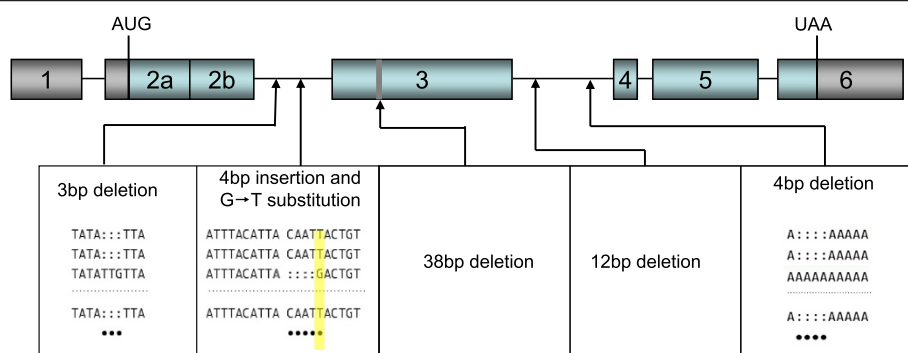 AUG UAA
1 2a 2b 3 4 5 6
3bp deletion
TATA:::TTA
TATA:::TTA
TATATTGTTA
TATA:::TTA
4bp insertion and
G→T substitution
ATTTACATTA CAATTACTGT
ATTTACATTA CAATTACTGT
ATTTACATTA ::::GACTGT
ATTTACATTA CAATTACTGT
38bp deletion
12bp deletion
4bp deletion
A::::AAAAA
A::::AAAAA
AAAAAAAAAA
A::::AAAAA